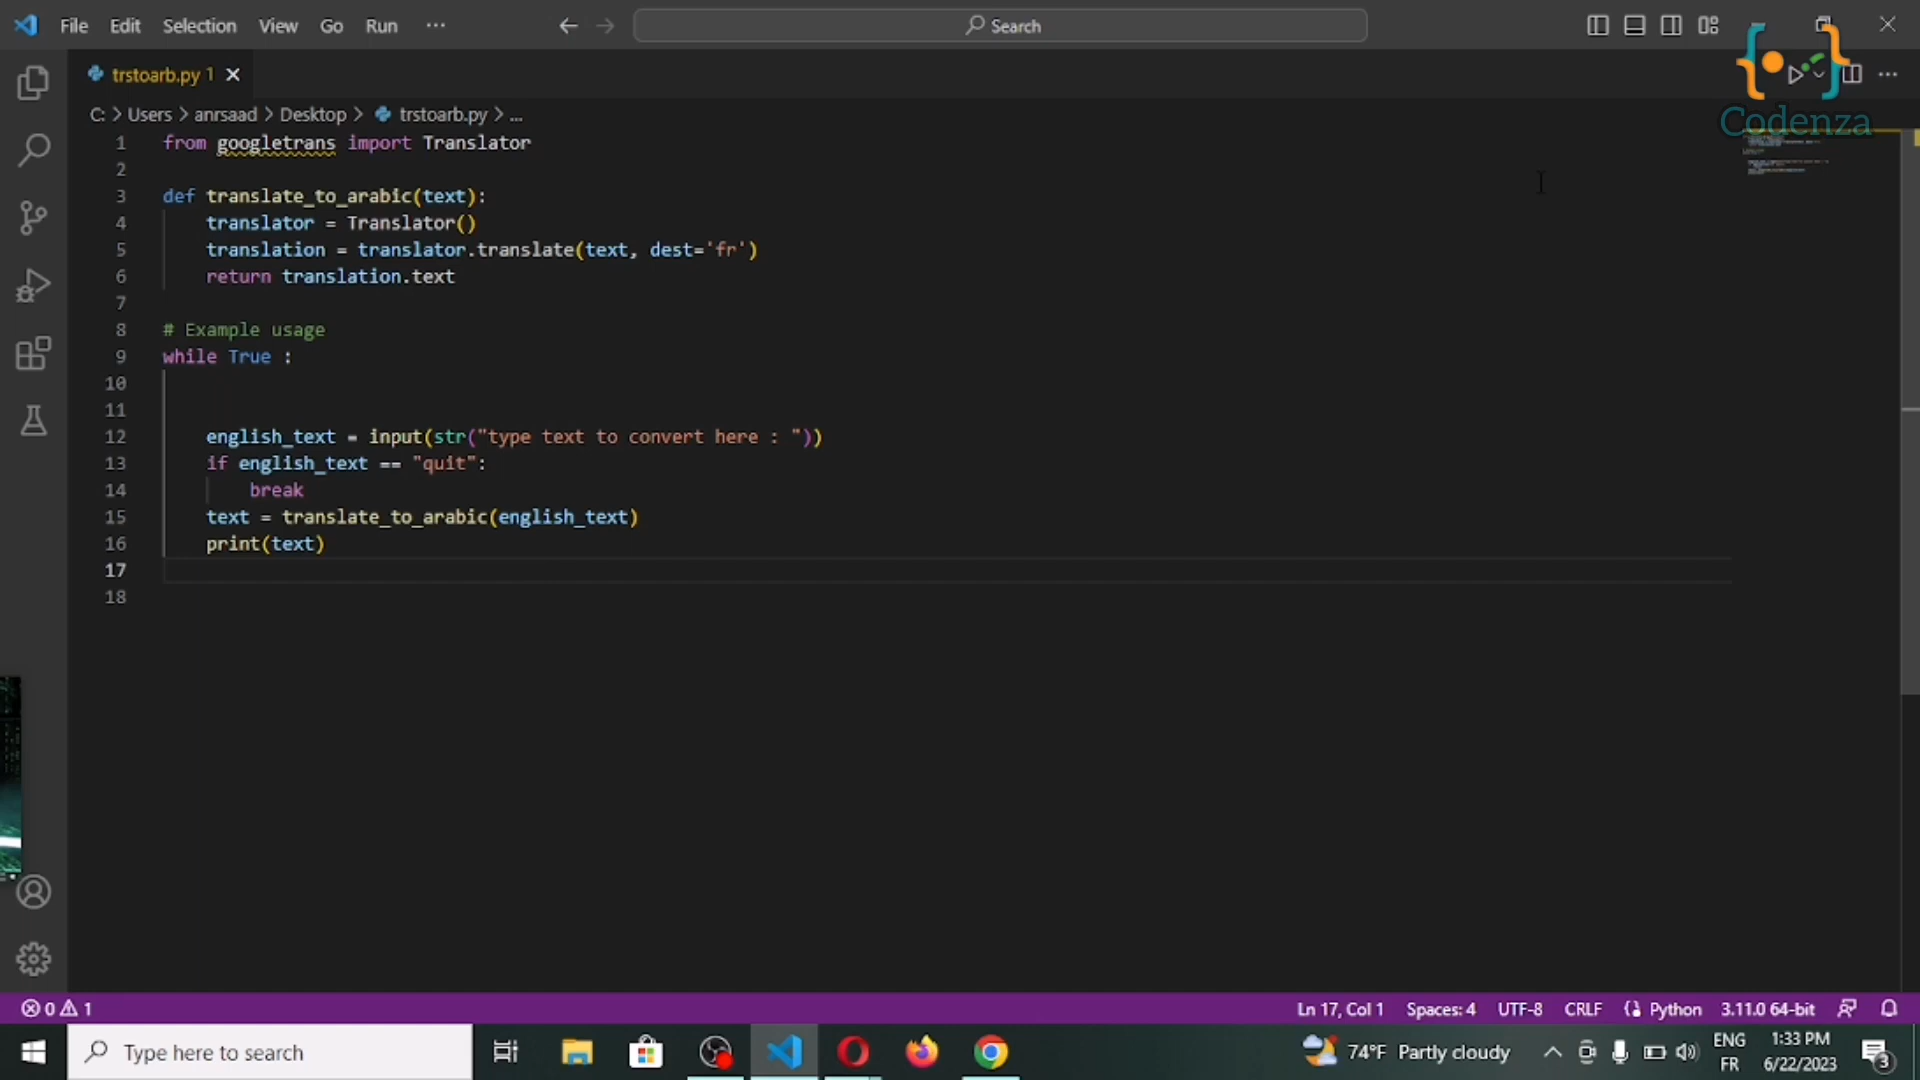 File Edit Selection View Go Run ···
Search
trstoarb.py 1
Codenza
C: > Users > anrsaad > Desktop > trstoarb.py > ...
1 from googletrans import Translator
2
3 def translate_to_arabic(text):
4 translator = Translator()
5 translation = translator.translate(text, dest='fr')
6 return translation.text
7
8 # Example usage
9 while True :
10
11
12 english_text = input(str("type text to convert here : "))
13 if english_text == "quit":
14 break
15 text = translate_to_arabic(english_text)
16 print(text)
17
18
0 1
Ln 17, Col 1 Spaces: 4 UTF-8 CRLF Python 3.11.0 64-bit
Type here to search
74°F Partly cloudy
ENG
FR
1:33 PM
6/22/2023
3